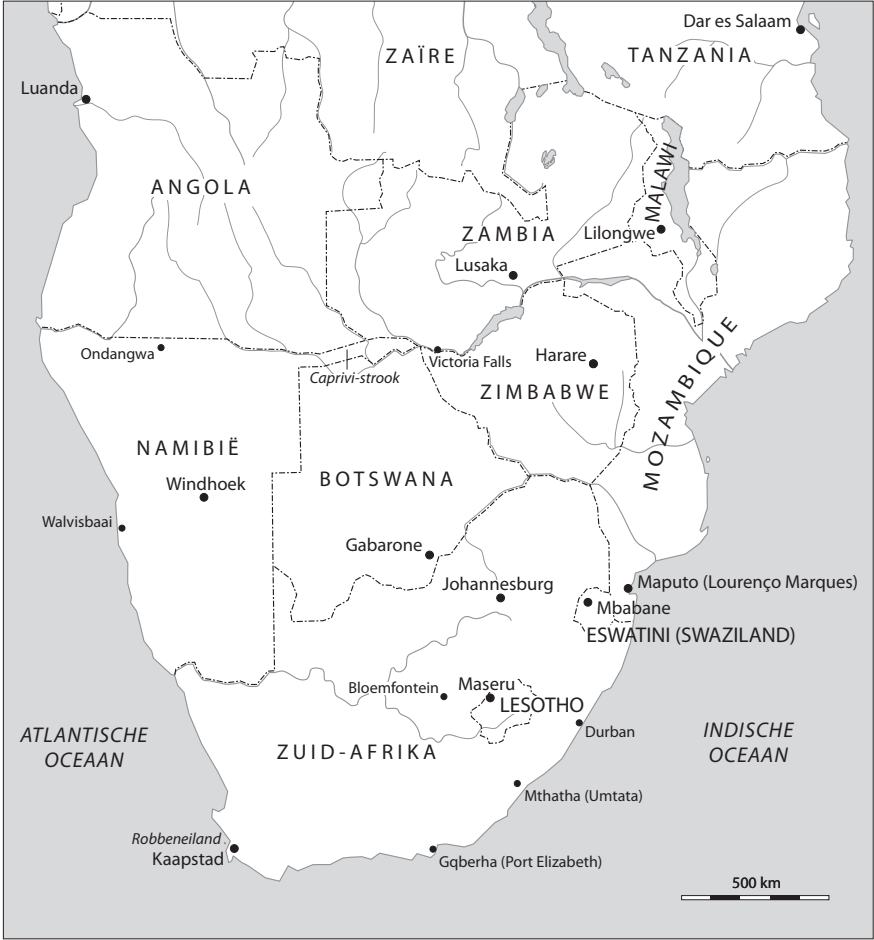 Dar es Salaam
ZAÏRE
TANZANIA
Luanda
ANGOLA
MALAWI
ZAMBIA
Lilongwe
Lusaka
MOZAMBIQUE
Ondangwa
Victoria Falls
Harare
Caprivi-strook
ZIMBABWE
NAMIBIË
BOTSWANA
Windhoek
Walvisbaai
Gabarone
Johannesburg
Maputo (Lourenço Marques)
Mbabane
ESWATINI (SWAZILAND)
Bloemfontein
Maseru
LESOTHO
ATLANTISCHE
OCEAAN
Durban
INDISCHE
OCEAAN
ZUID-AFRIKA
Mthatha (Umtata)
Robbeneiland
Kaapstad
Gqberha (Port Elizabeth)
500 km